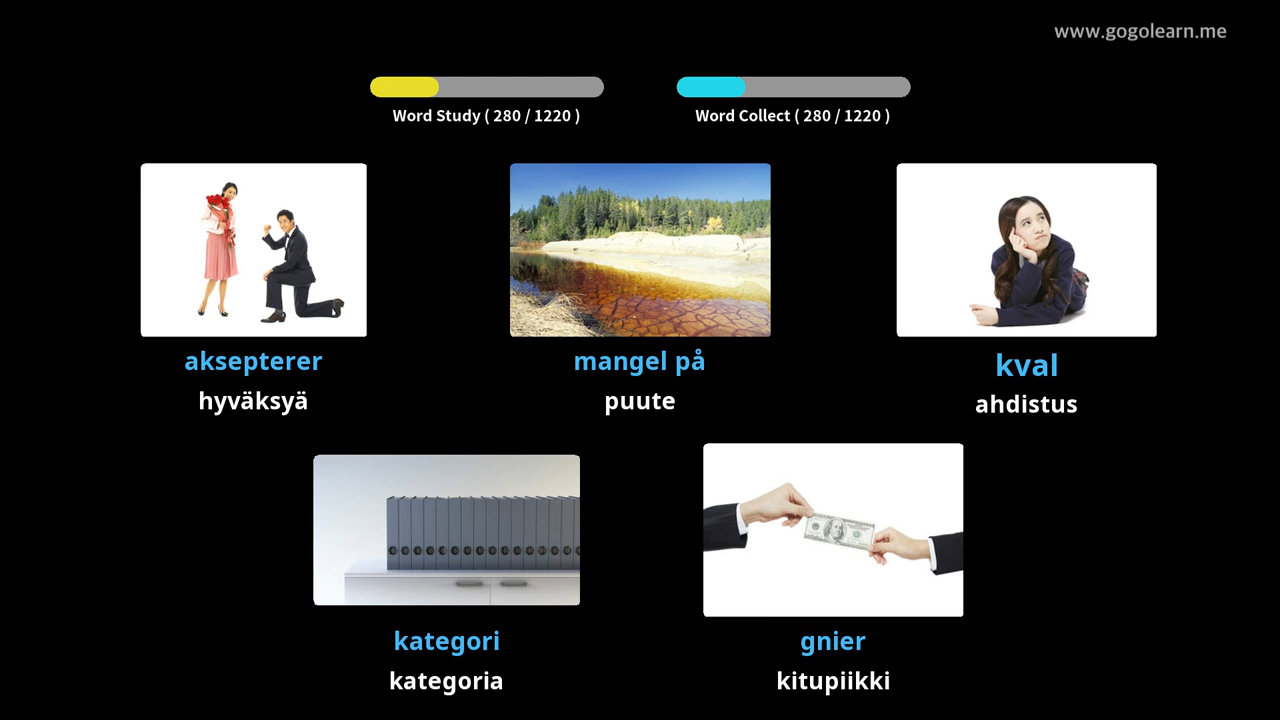 www.gogolearn.me
Word Study ( 280 / 1220 )
Word Collect ( 280 / 1220 )
aksepterer
hyväksyä
mangel på
puute
kval
ahdistus
kategori
kategoria
gnier
kitupiikki